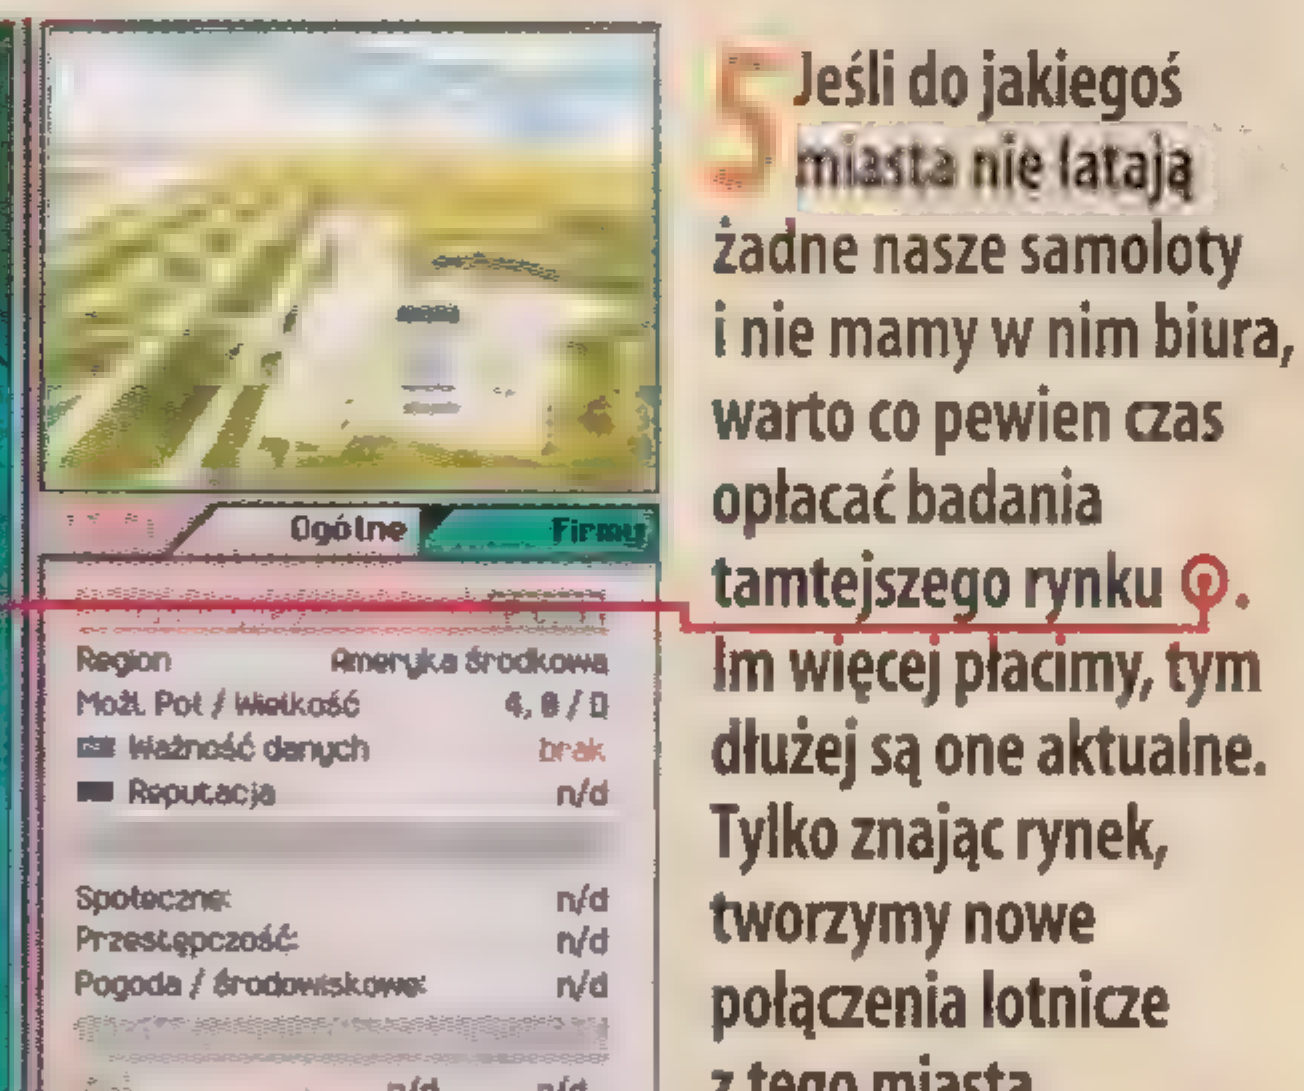 Ogólne Firmy
Region Ameryka środkowa
Możl. Pot / Wielkość 4, 0 / 0
Ważność danych brak
Reputacja n/d
Społeczne: n/d
Przestępczość: n/d
Pogoda / środowiskowe: n/d
n/d n/d
5 Jeśli do jakiegoś
miasta nie latają
żadne nasze samoloty
i nie mamy w nim biura,
warto co pewien czas
opłacać badania
tamtejszego rynku .
Im więcej płacimy, tym
dłużej są one aktualne.
Tylko znając rynek,
tworzymy nowe
połączenia lotnicze
z tego miasta